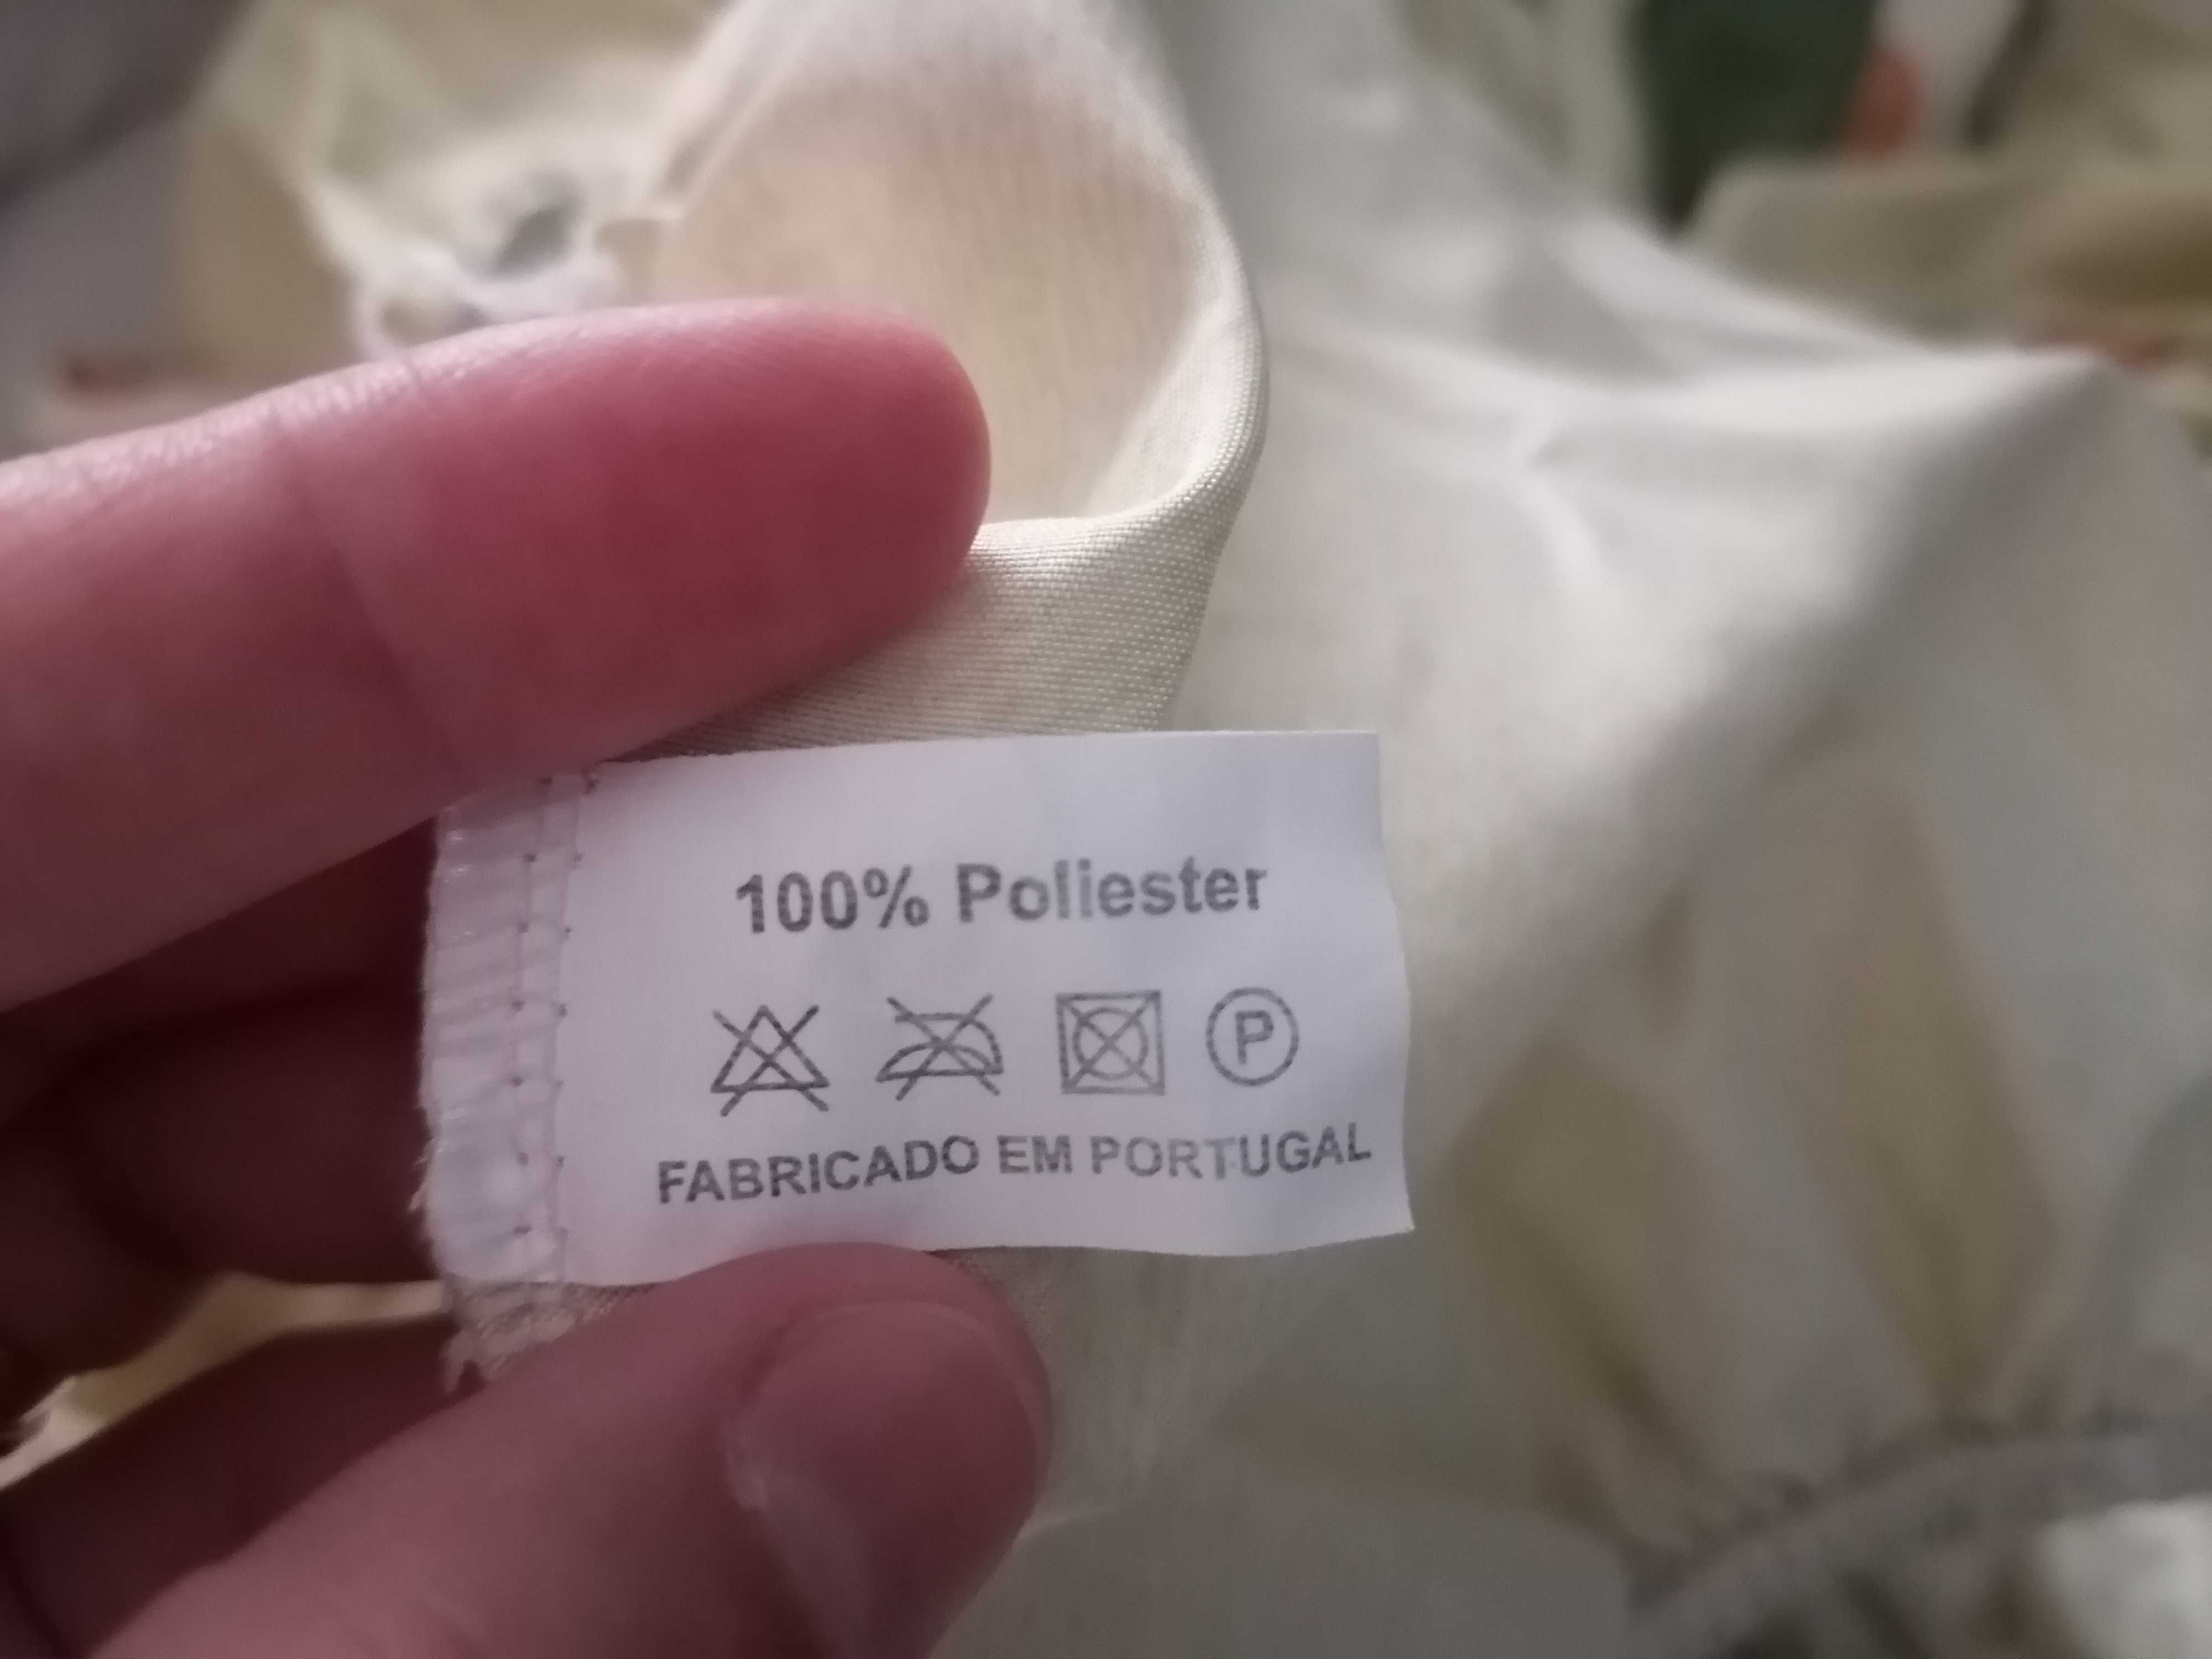 100% Poliester
P
FABRICADO EM PORTUGAL